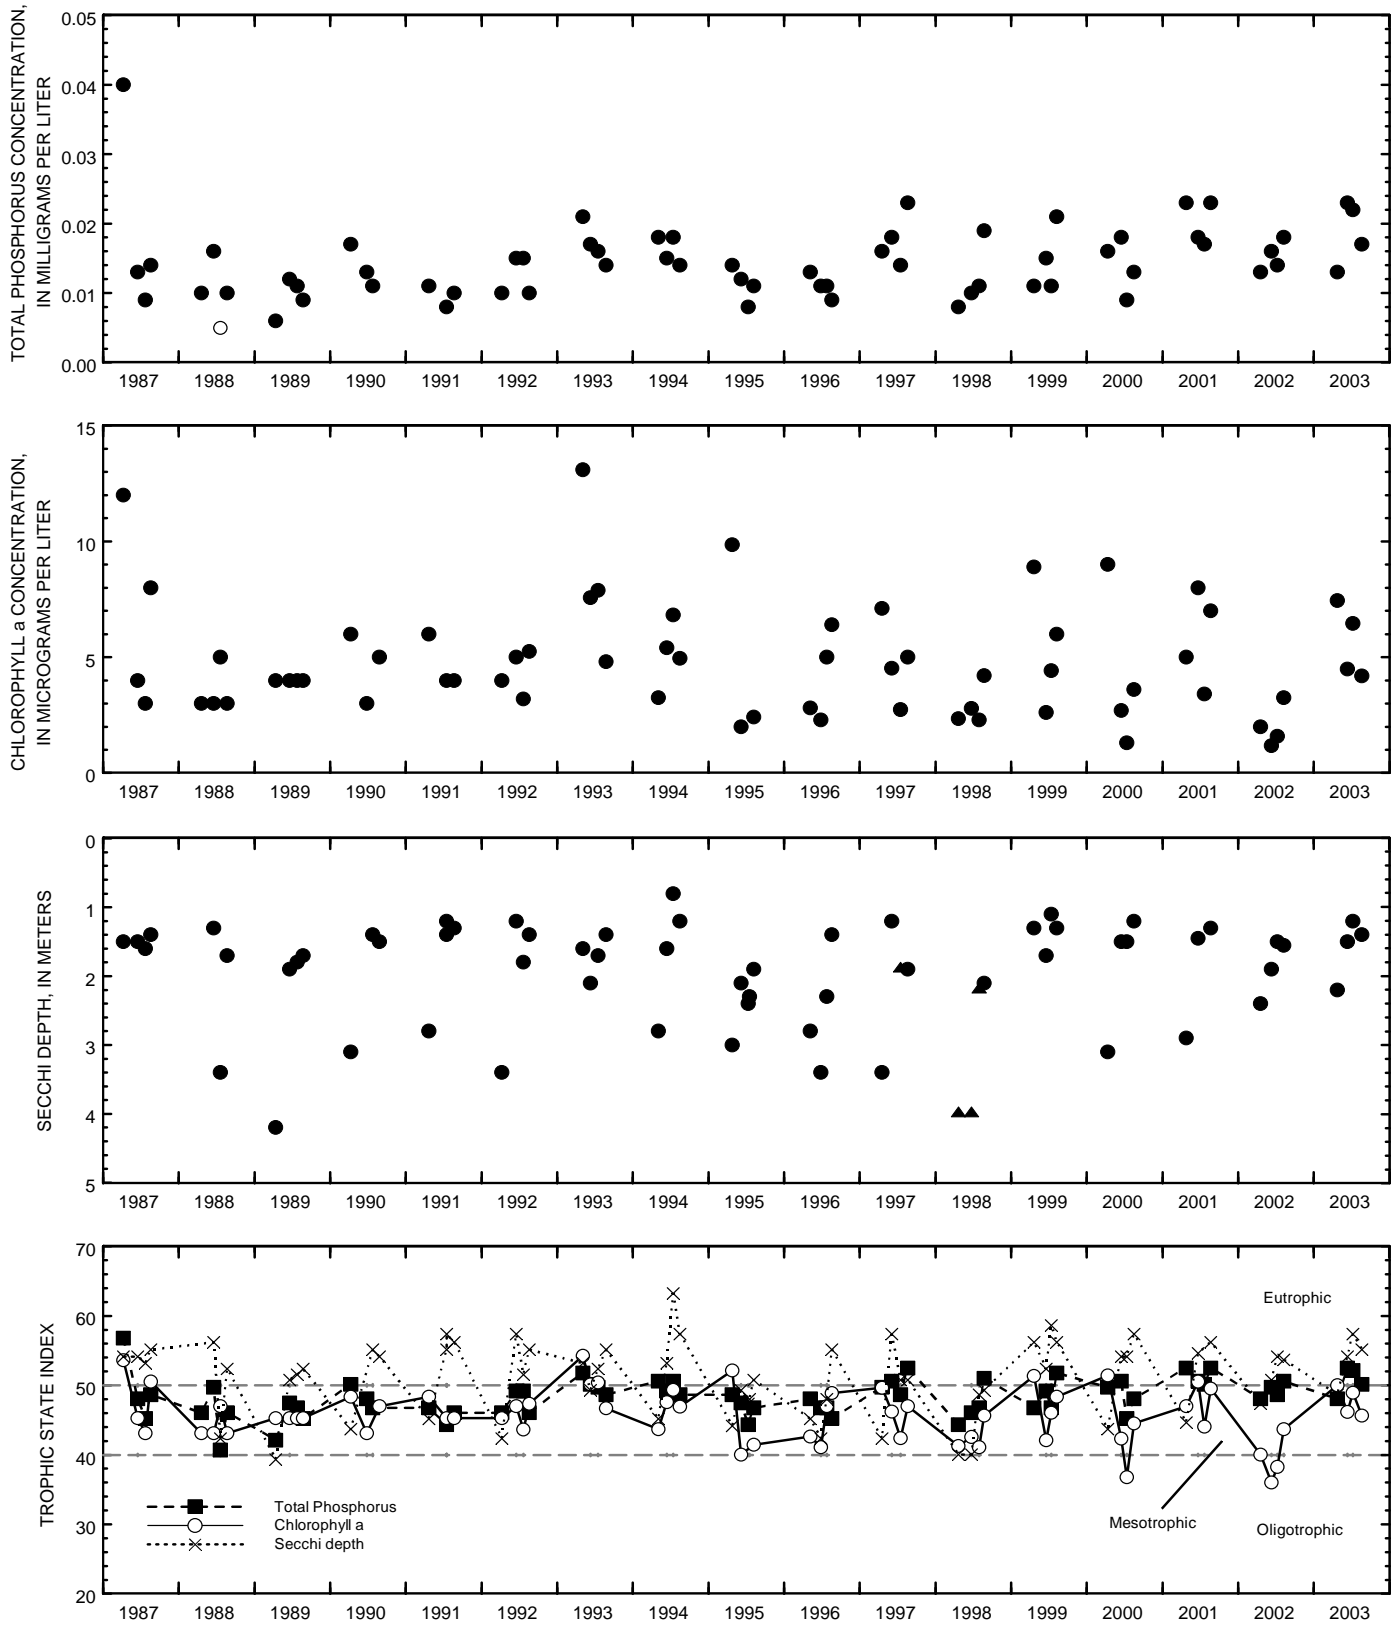 TOTAL PHOSPHORUS CONCENTRATION,
IN MILLIGRAMS PER LITER
0.05
0.04
0.03
0.02
0.01
0.00
1987 1988 1989 1990 1991 1992 1993 1994 1995 1996 1997 1998 1999 2000 2001 2002 2003
CHLOROPHYLL a CONCENTRATION,
IN MICROGRAMS PER LITER
15
10
5
0
1987 1988 1989 1990 1991 1992 1993 1994 1995 1996 1997 1998 1999 2000 2001 2002 2003
SECCHI DEPTH, IN METERS
0
1
2
3
4
5
1987 1988 1989 1990 1991 1992 1993 1994 1995 1996 1997 1998 1999 2000 2001 2002 2003
TROPHIC STATE INDEX
70
60
50
40
30
20
Eutrophic
Mesotrophic
Oligotrophic
Total Phosphorus
Chlorophyll a
Secchi depth
1987 1988 1989 1990 1991 1992 1993 1994 1995 1996 1997 1998 1999 2000 2001 2002 2003